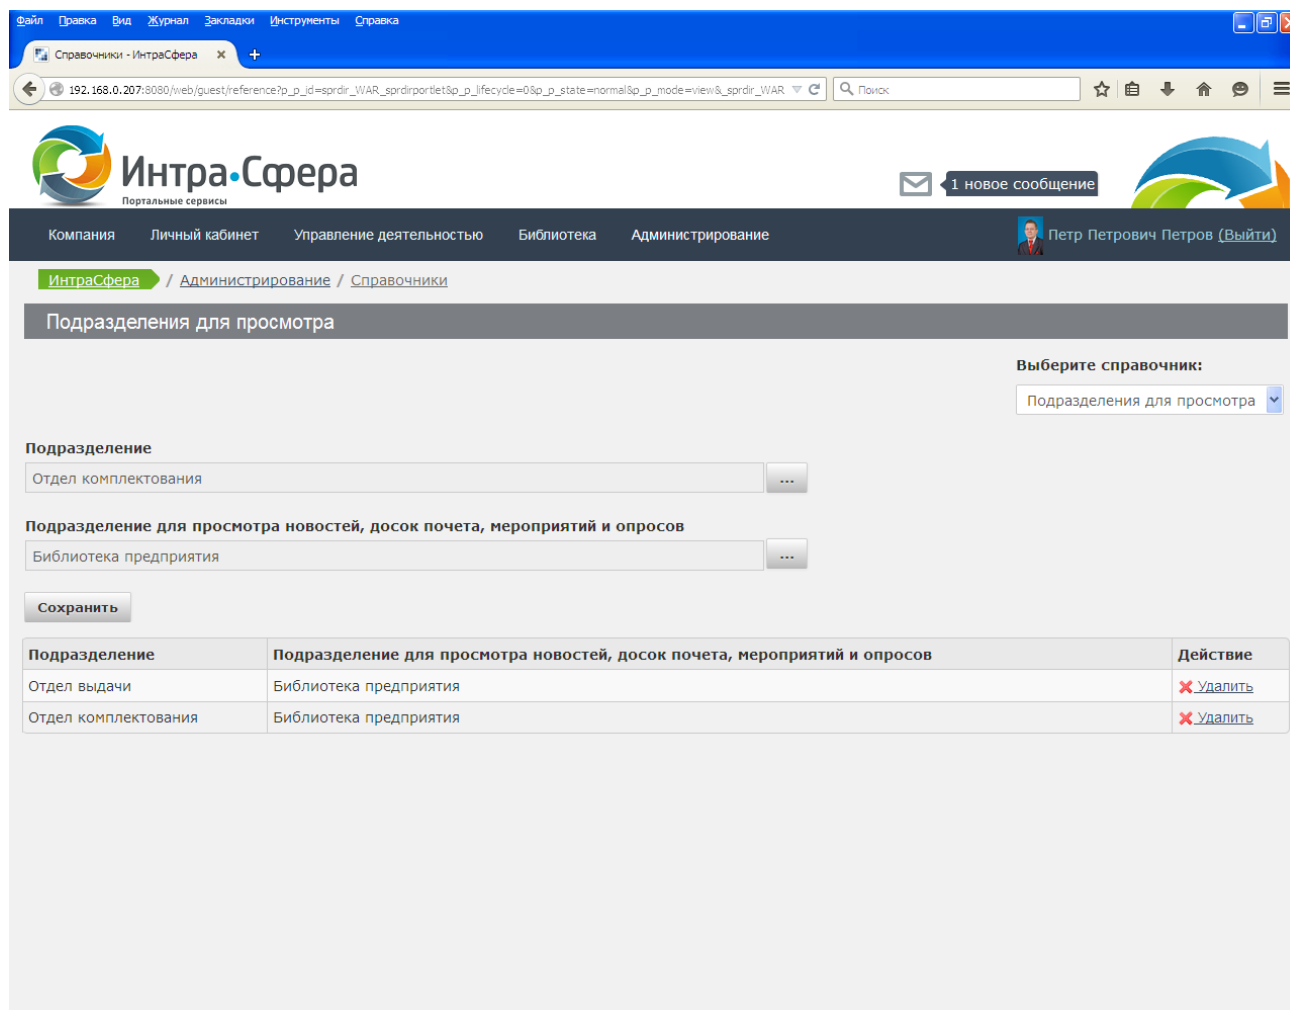 Файл Правка Вид Журнал Закладки Инструменты Справка
Справочники - ИнтраСфера × +
192.168.0.207:8080/web/guest/reference?p_p_id=sprdir_WAR_sprdirportlet&p_p_lifecycle=0&p_p_state=normal&p_p_mode=view&_sprdir_WAR Поиск
Интра•Сфера
Портальные сервисы
1 новое сообщение
Компания Личный кабинет Управление деятельностью Библиотека Администрирование Петр Петрович Петров (Выйти)
ИнтраСфера / Администрирование / Справочники
Подразделения для просмотра
Выберите справочник:
Подразделения для просмотра
Подразделение
Отдел комплектования ...
Подразделение для просмотра новостей, досок почета, мероприятий и опросов
Библиотека предприятия ...
Сохранить
Подразделение Подразделение для просмотра новостей, досок почета, мероприятий и опросов Действие
Отдел выдачи Библиотека предприятия Удалить
Отдел комплектования Библиотека предприятия Удалить